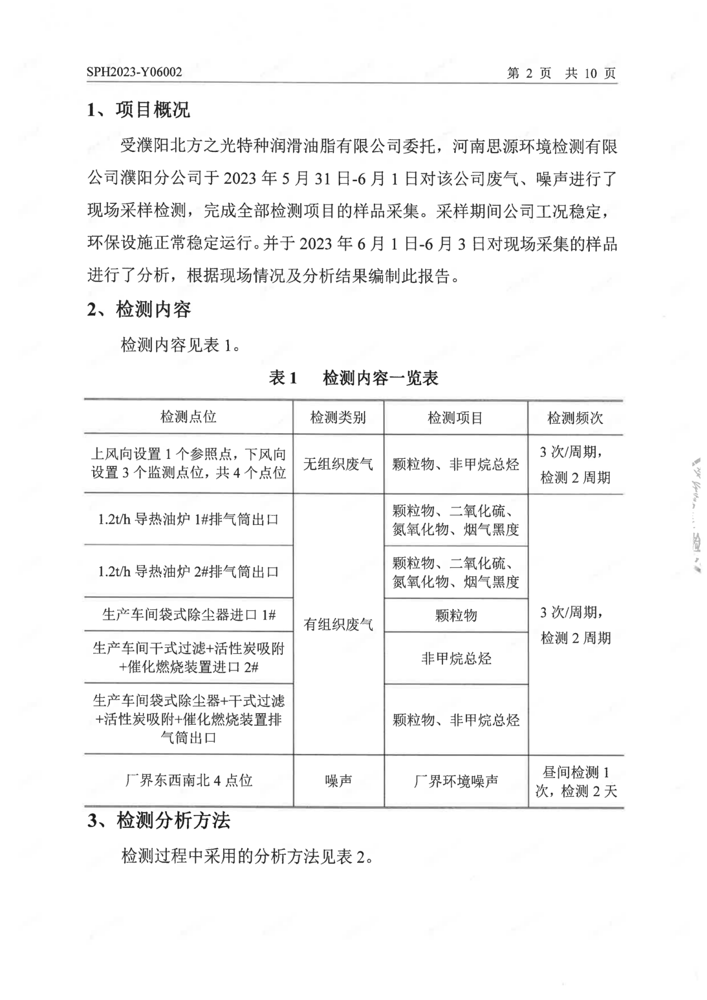 SPH2023-Y06002
第 2 页 共 10 页
1、项目概况
受濮阳北方之光特种润滑油脂有限公司委托，河南思源环境检测有限
公司濮阳分公司于 2023 年 5 月 31 日-6 月 1 日对该公司废气、噪声进行了
现场采样检测，完成全部检测项目的样品采集。采样期间公司工况稳定，
环保设施正常稳定运行。并于 2023 年 6 月 1 日-6 月 3 日对现场采集的样品
进行了分析，根据现场情况及分析结果编制此报告。
2、检测内容
检测内容见表 1。
表 1 检测内容一览表
检测点位 检测类别 检测项目 检测频次
上风向设置 1 个参照点，下风向
设置 3 个监测点位，共 4 个点位
无组织废气
颗粒物、非甲烷总烃
3 次/周期，
检测 2 周期
1.2t/h 导热油炉 1#排气筒出口
有组织废气
颗粒物、二氧化硫、
氮氧化物、烟气黑度
3 次/周期，
检测 2 周期
1.2t/h 导热油炉 2#排气筒出口
颗粒物、二氧化硫、
氮氧化物、烟气黑度
生产车间袋式除尘器进口 1#
颗粒物
生产车间干式过滤+活性炭吸附
+催化燃烧装置进口 2#
非甲烷总烃
生产车间袋式除尘器+干式过滤
+活性炭吸附+催化燃烧装置排
气筒出口
颗粒物、非甲烷总烃
厂界东西南北 4 点位
噪声
厂界环境噪声
昼间检测 1
次，检测 2 天
3、检测分析方法
检测过程中采用的分析方法见表 2。